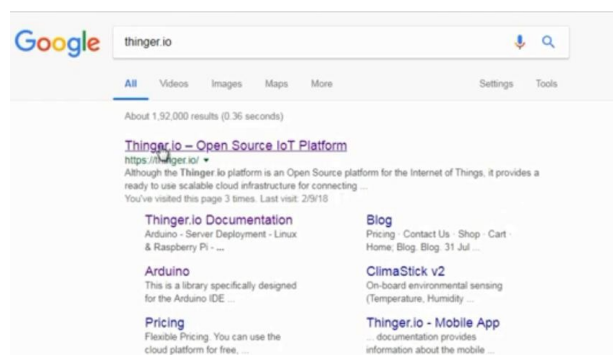 Google
thinger.io
All Videos Images Maps More Settings Tools
About 1,92,000 results (0.36 seconds)
Thinger.io – Open Source IoT Platform
https://thinger.io/
Although the Thinger.io platform is an Open Source platform for the Internet of Things, it provides a
ready to use scalable cloud infrastructure for connecting ...
You've visited this page 3 times. Last visit: 2/9/18
Thinger.io Documentation
Arduino - Server Deployment - Linux
& Raspberry Pi - ...
Blog
Pricing · Contact Us · Shop · Cart ·
Home; Blog. Blog. 31 Jul ...
Arduino
This is a library specifically designed
for the Arduino IDE ...
ClimaStick v2
On-board environmental sensing
(Temperature, Humidity ...
Pricing
Flexible Pricing. You can use the
cloud platform for free, ...
Thinger.io - Mobile App
... documentation provides
information about the mobile ...